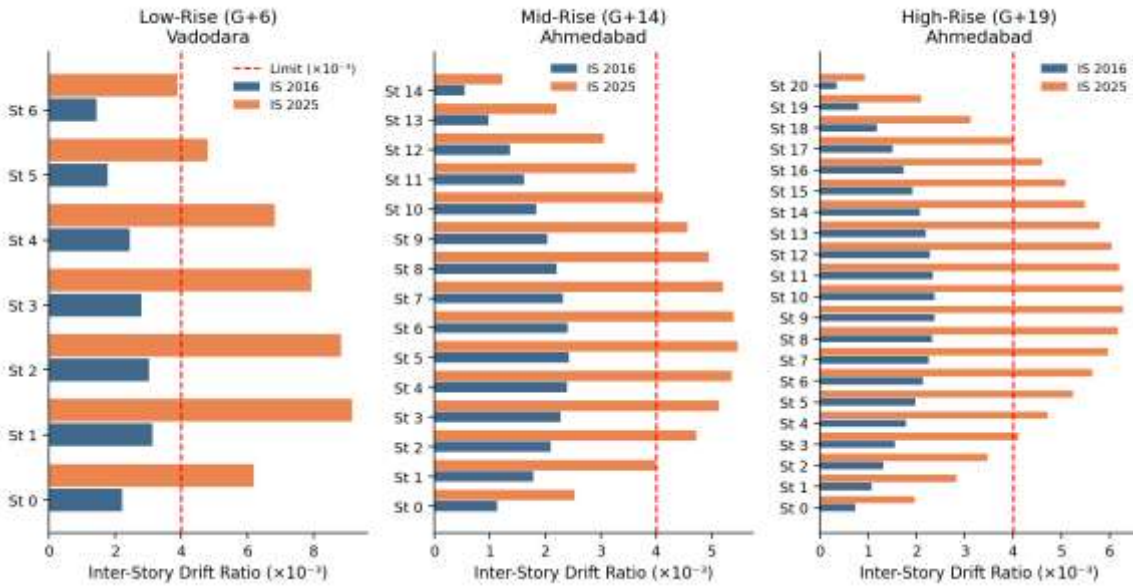 Low-Rise (G+6)
Vadodara
Limit (×10⁻³)
IS 2016
IS 2025
St 6
St 5
St 4
St 3
St 2
St 1
St 0
0 2 4 6 8
Inter-Story Drift Ratio (×10⁻³)
Mid-Rise (G+14)
Ahmedabad
IS 2016
IS 2025
St 14
St 13
St 12
St 11
St 10
St 9
St 8
St 7
St 6
St 5
St 4
St 3
St 2
St 1
St 0
0 1 2 3 4 5
Inter-Story Drift Ratio (×10⁻³)
High-Rise (G+19)
Ahmedabad
IS 2016
IS 2025
St 20
St 19
St 18
St 17
St 16
St 15
St 14
St 13
St 12
St 11
St 10
St 9
St 8
St 7
St 6
St 5
St 4
St 3
St 2
St 1
St 0
0 1 2 3 4 5 6
Inter-Story Drift Ratio (×10⁻³)